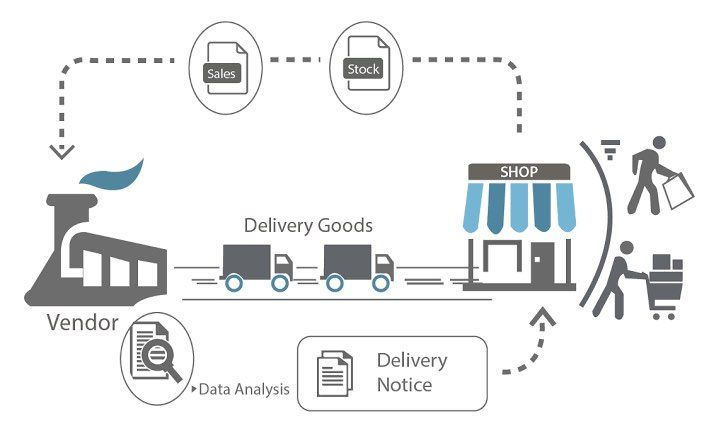 Sales
Stock
SHOP
Delivery Goods
Vendor
Data Analysis
Delivery
Notice